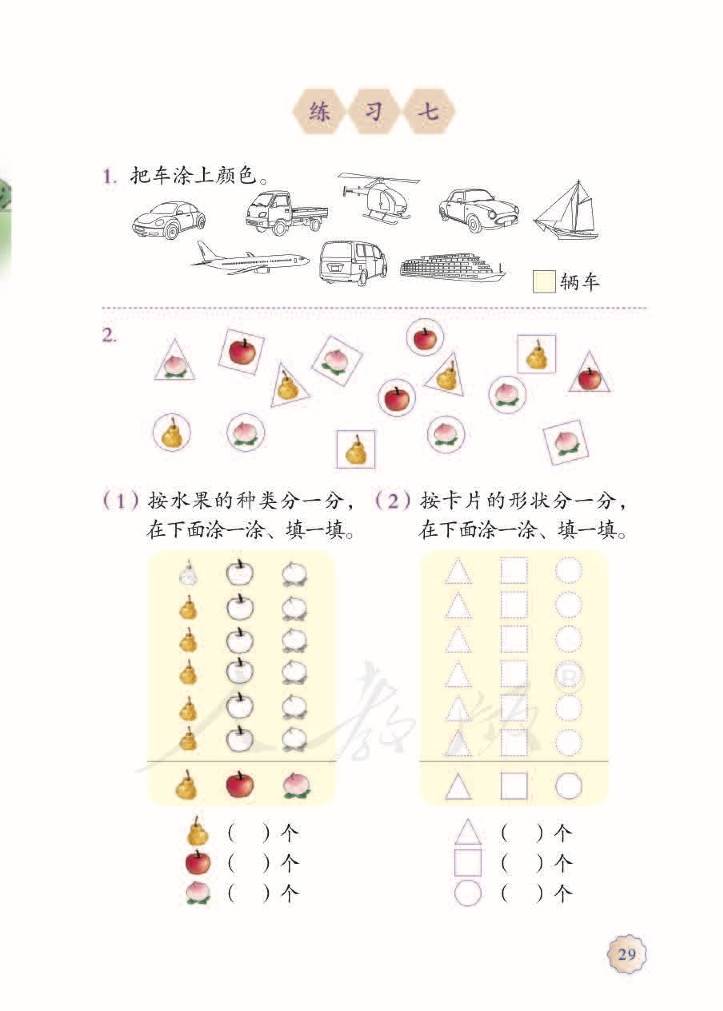 练习七
1. 把车涂上颜色。
辆车
2.
(1) 按水果的种类分一分,
在下面涂一涂、填一填。
(2) 按卡片的形状分一分,
在下面涂一涂、填一填。
人教版®
( )个
( )个
( )个
( )个
( )个
( )个
29